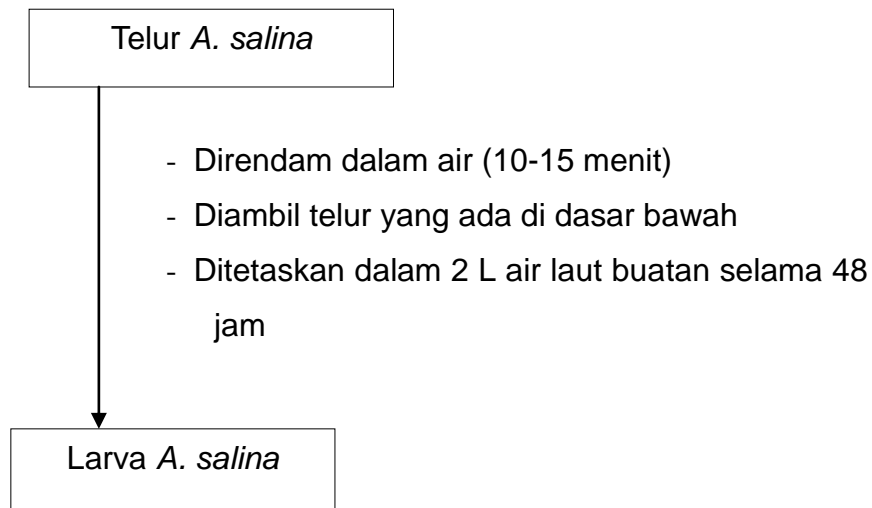 Telur A. salina
- Direndam dalam air (10-15 menit)
- Diambil telur yang ada di dasar bawah
- Ditetaskan dalam 2 L air laut buatan selama 48
jam
Larva A. salina